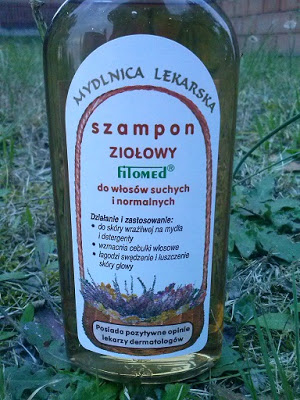 MYDLNICA LEKARSKA
szampon
ZIOŁOWY
filoMED®
do włosów suchych
i normalnych
Działanie i zastosowanie:
• do skóry wrażliwej na mydła
i detergenty
• wzmacnia cebulki włosowe
• łagodzi swędzenie i łuszczenie
skóry głowy
Posiada pozytywne opinie
lekarzy dermatologów